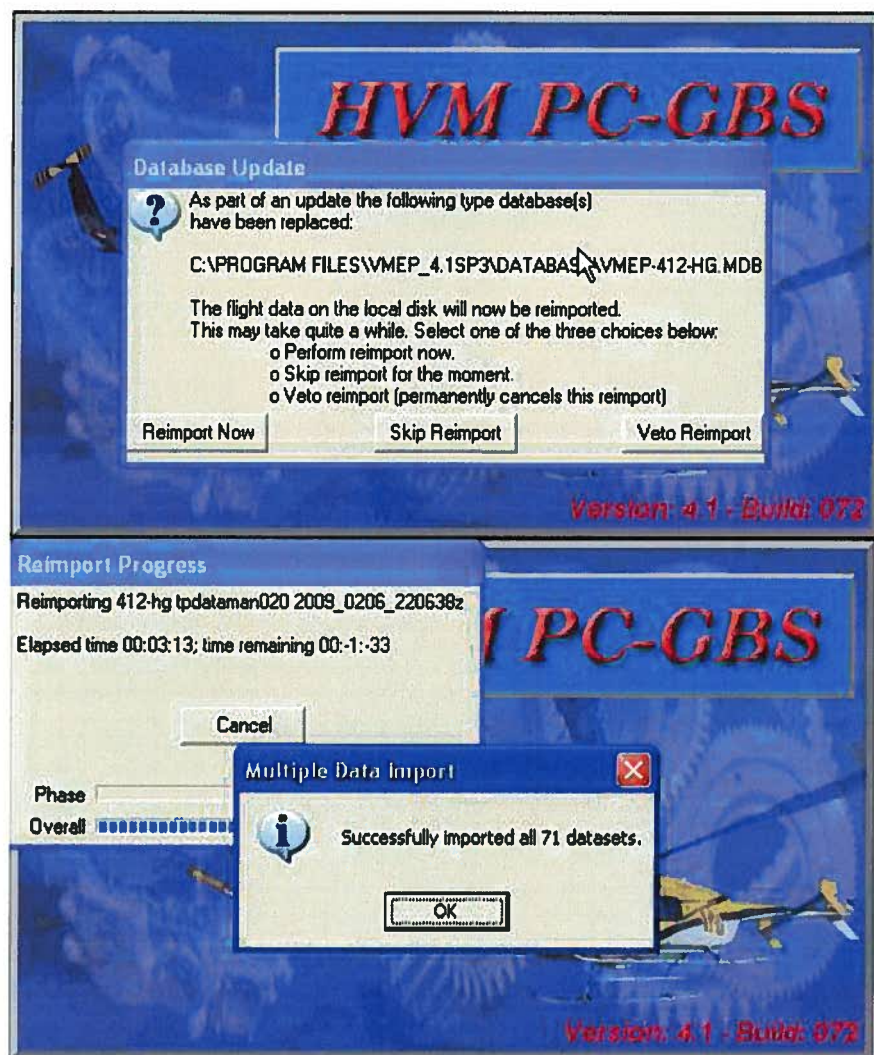 HVM PC-GBS
Database Update
As part of an update the following type database(s)
have been replaced:
C:\PROGRAM FILES\VMEP_4.1SP3\DATABAS VMEP-412-HG.MDB
The flight data on the local disk will now be reimported.
This may take quite a while. Select one of the three choices below:
o Perform reimport now.
o Skip reimport for the moment.
o Veto reimport (permanently cancels this reimport)
Reimport Now Skip Reimport Veto Reimport
Version: 4.1 - Build: 072
Reimport Progress
Reimporting 412-hg tpdataman020 2009_0206_220638z
Elapsed time 00:03:13; time remaining 00:-1:-33
PC-GBS
Cancel
Multiple Data Import
Phase
Overall
Successfully imported all 71 datasets.
OK
Version: 4.1 - Build: 072